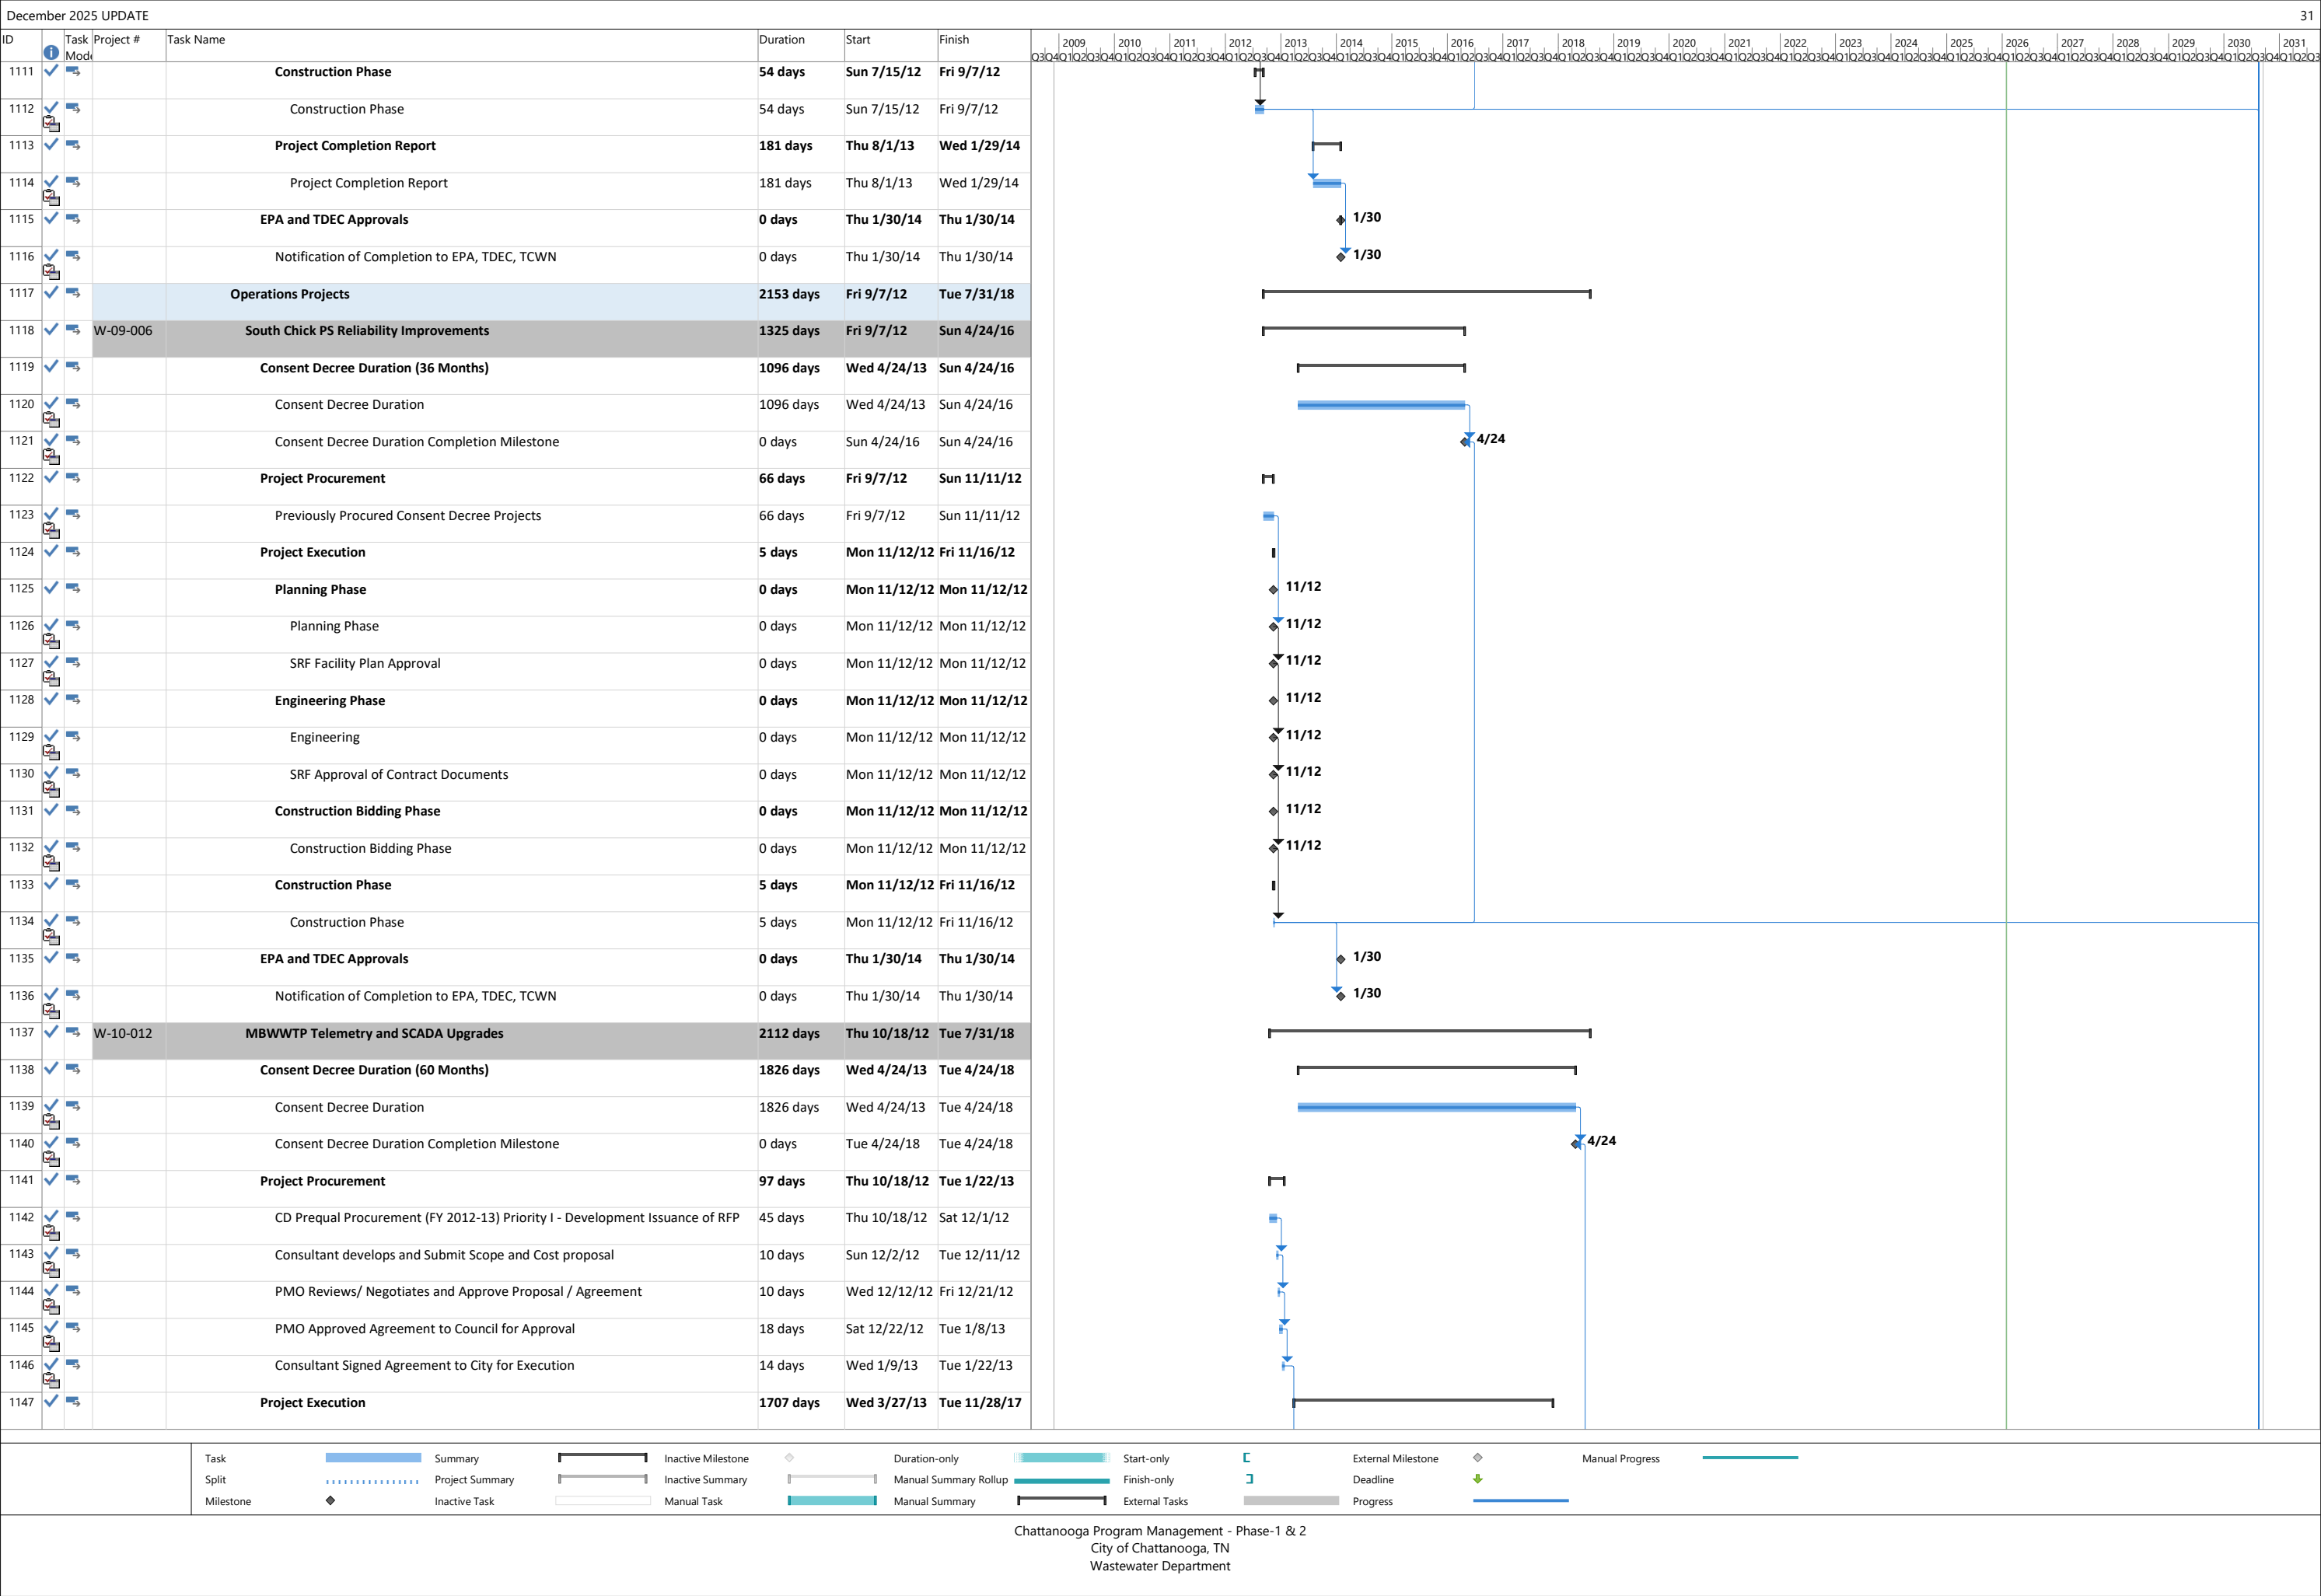 December 2025 UPDATE 31
ID Task Mode Project # Task Name Duration Start Finish
2009 2010 2011 2012 2013 2014 2015 2016 2017 2018 2019 2020 2021 2022 2023 2024 2025 2026 2027 2028 2029 2030 2031
1111 Construction Phase 54 days Sun 7/15/12 Fri 9/7/12
1112 Construction Phase 54 days Sun 7/15/12 Fri 9/7/12
1113 Project Completion Report 181 days Thu 8/1/13 Wed 1/29/14
1114 Project Completion Report 181 days Thu 8/1/13 Wed 1/29/14
1115 EPA and TDEC Approvals 0 days Thu 1/30/14 Thu 1/30/14 1/30
1116 Notification of Completion to EPA, TDEC, TCWN 0 days Thu 1/30/14 Thu 1/30/14 1/30
1117 Operations Projects 2153 days Fri 9/7/12 Tue 7/31/18
1118 W-09-006 South Chick PS Reliability Improvements 1325 days Fri 9/7/12 Sun 4/24/16
1119 Consent Decree Duration (36 Months) 1096 days Wed 4/24/13 Sun 4/24/16
1120 Consent Decree Duration 1096 days Wed 4/24/13 Sun 4/24/16
1121 Consent Decree Duration Completion Milestone 0 days Sun 4/24/16 Sun 4/24/16 4/24
1122 Project Procurement 66 days Fri 9/7/12 Sun 11/11/12
1123 Previously Procured Consent Decree Projects 66 days Fri 9/7/12 Sun 11/11/12
1124 Project Execution 5 days Mon 11/12/12 Fri 11/16/12
1125 Planning Phase 0 days Mon 11/12/12 Mon 11/12/12 11/12
1126 Planning Phase 0 days Mon 11/12/12 Mon 11/12/12 11/12
1127 SRF Facility Plan Approval 0 days Mon 11/12/12 Mon 11/12/12 11/12
1128 Engineering Phase 0 days Mon 11/12/12 Mon 11/12/12 11/12
1129 Engineering 0 days Mon 11/12/12 Mon 11/12/12 11/12
1130 SRF Approval of Contract Documents 0 days Mon 11/12/12 Mon 11/12/12 11/12
1131 Construction Bidding Phase 0 days Mon 11/12/12 Mon 11/12/12 11/12
1132 Construction Bidding Phase 0 days Mon 11/12/12 Mon 11/12/12 11/12
1133 Construction Phase 5 days Mon 11/12/12 Fri 11/16/12
1134 Construction Phase 5 days Mon 11/12/12 Fri 11/16/12
1135 EPA and TDEC Approvals 0 days Thu 1/30/14 Thu 1/30/14 1/30
1136 Notification of Completion to EPA, TDEC, TCWN 0 days Thu 1/30/14 Thu 1/30/14 1/30
1137 W-10-012 MBWWTP Telemetry and SCADA Upgrades 2112 days Thu 10/18/12 Tue 7/31/18
1138 Consent Decree Duration (60 Months) 1826 days Wed 4/24/13 Tue 4/24/18
1139 Consent Decree Duration 1826 days Wed 4/24/13 Tue 4/24/18
1140 Consent Decree Duration Completion Milestone 0 days Tue 4/24/18 Tue 4/24/18 4/24
1141 Project Procurement 97 days Thu 10/18/12 Tue 1/22/13
1142 CD Prequal Procurement (FY 2012-13) Priority I - Development Issuance of RFP 45 days Thu 10/18/12 Sat 12/1/12
1143 Consultant develops and Submit Scope and Cost proposal 10 days Sun 12/2/12 Tue 12/11/12
1144 PMO Reviews/ Negotiates and Approve Proposal / Agreement 10 days Wed 12/12/12 Fri 12/21/12
1145 PMO Approved Agreement to Council for Approval 18 days Sat 12/22/12 Tue 1/8/13
1146 Consultant Signed Agreement to City for Execution 14 days Wed 1/9/13 Tue 1/22/13
1147 Project Execution 1707 days Wed 3/27/13 Tue 11/28/17
Task Summary Inactive Milestone Duration-only Start-only External Milestone Manual Progress
Split Project Summary Inactive Summary Manual Summary Rollup Finish-only Deadline
Milestone Inactive Task Manual Task Manual Summary External Tasks Progress
Chattanooga Program Management - Phase-1 & 2
City of Chattanooga, TN
Wastewater Department